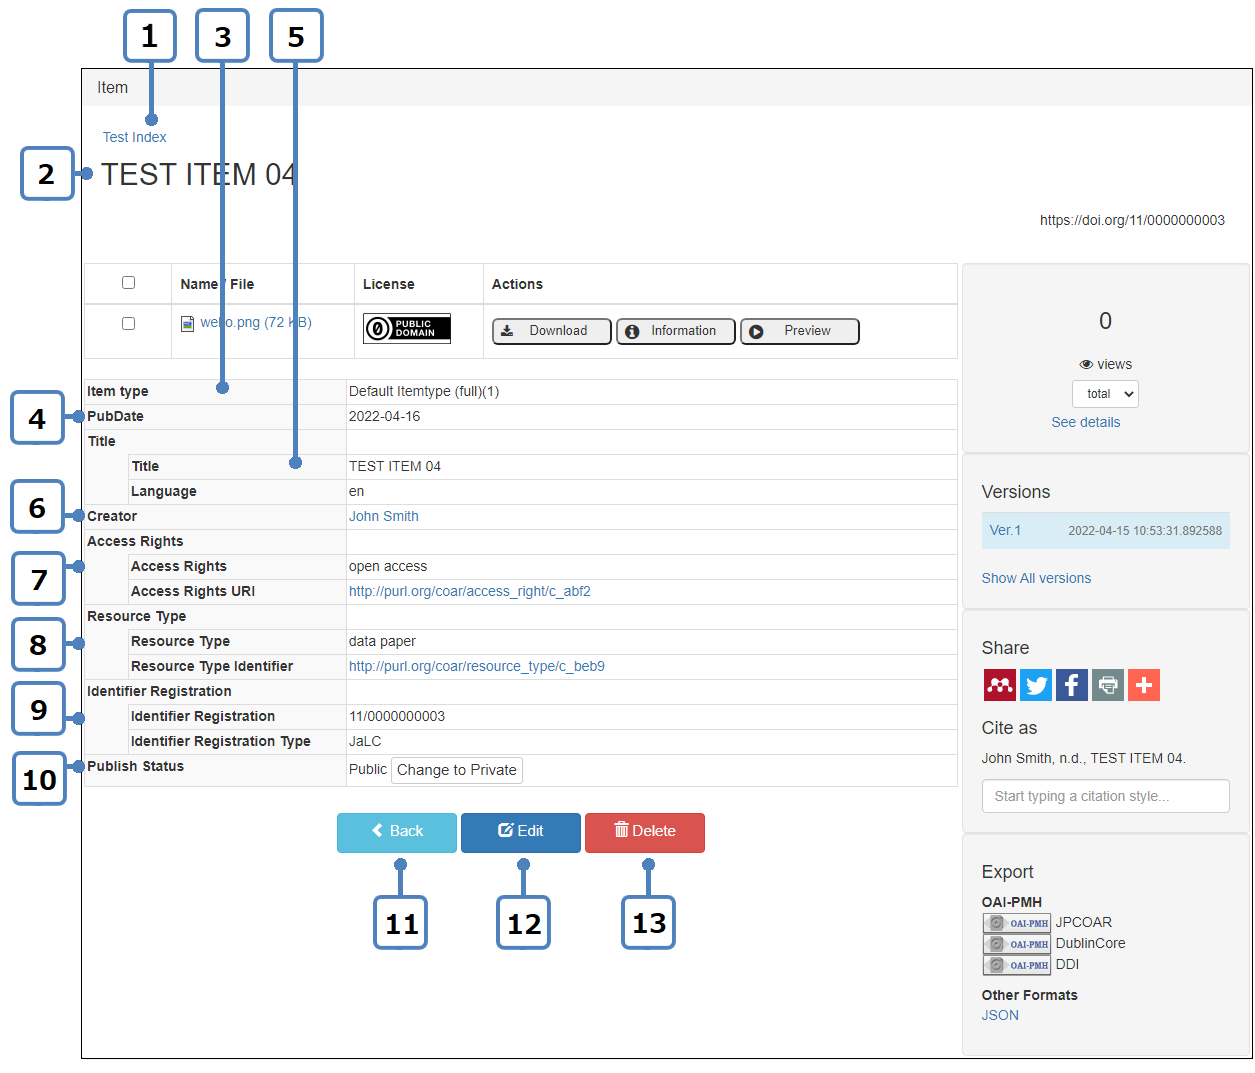 1
3
5
Item
Test Index
2
TEST ITEM 04
https://doi.org/11/0000000003
Name / File
License
Actions
weko.png (72 KB)
0 PUBLIC DOMAIN
Download
Information
Preview
0
views
total
See details
Item type
Default Itemtype (full)(1)
4
PubDate
2022-04-16
Title
Title
TEST ITEM 04
Language
en
6
Creator
John Smith
Access Rights
7
Access Rights
open access
Access Rights URI
http://purl.org/coar/access_right/c_abf2
Resource Type
8
Resource Type
data paper
Resource Type Identifier
http://purl.org/coar/resource_type/c_beb9
Identifier Registration
9
Identifier Registration
11/0000000003
Identifier Registration Type
JaLC
10
Publish Status
Public
Change to Private
Back
Edit
Delete
11
12
13
Versions
Ver.1
2022-04-15 10:53:31.892588
Show All versions
Share
Cite as
John Smith, n.d., TEST ITEM 04.
Start typing a citation style...
Export
OAI-PMH
OAI-PMH JPCOAR
OAI-PMH DublinCore
OAI-PMH DDI
Other Formats
JSON